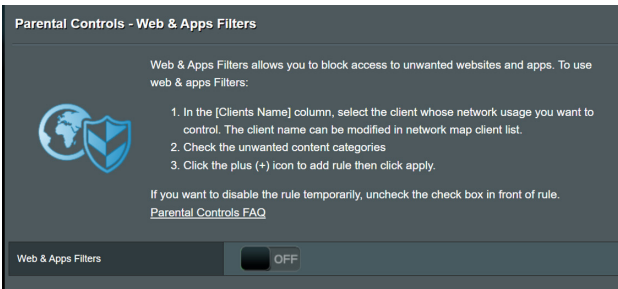 Parental Controls - Web & Apps Filters
Web & Apps Filters allows you to block access to unwanted websites and apps. To use
web & apps Filters:
1. In the [Clients Name] column, select the client whose network usage you want to
control. The client name can be modified in network map client list.
2. Check the unwanted content categories
3. Click the plus (+) icon to add rule then click apply.
If you want to disable the rule temporarily, uncheck the check box in front of rule.
Parental Controls FAQ
Web & Apps Filters
OFF